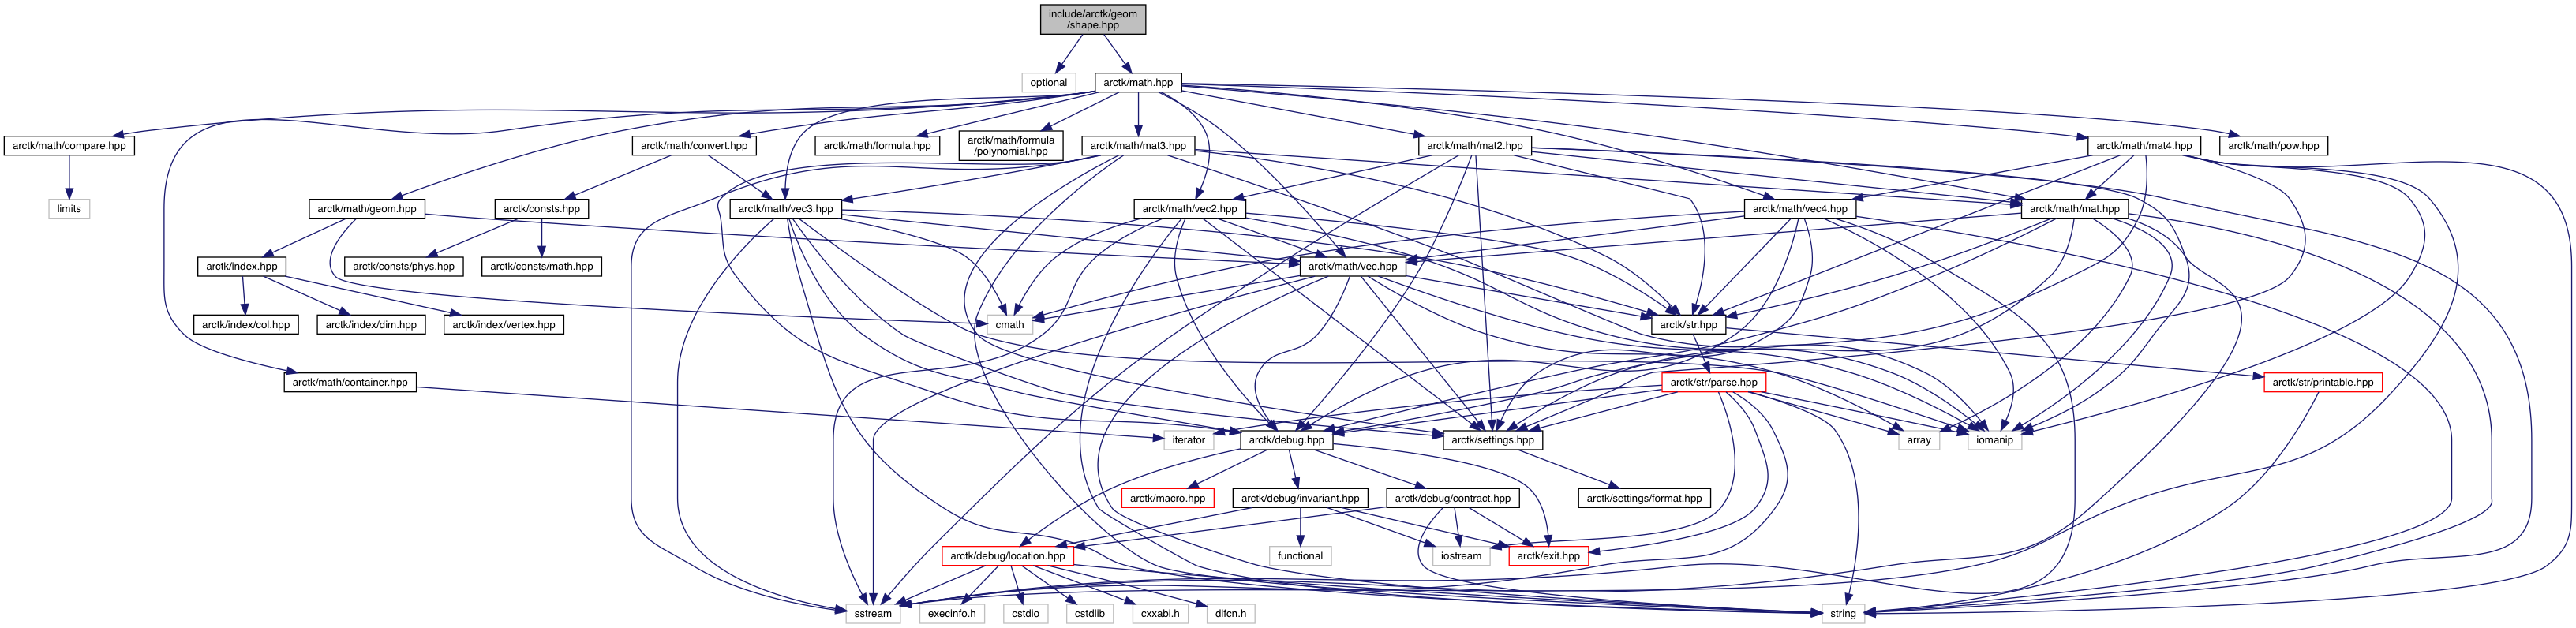 include/arctk/geom
/shape.hpp
optional
arctk/math.hpp
arctk/math/compare.hpp
arctk/math/convert.hpp
arctk/math/formula.hpp
arctk/math/formula
/polynomial.hpp
arctk/math/mat3.hpp
arctk/math/mat2.hpp
arctk/math/mat4.hpp
arctk/math/pow.hpp
limits
arctk/math/geom.hpp
arctk/consts.hpp
arctk/math/vec3.hpp
arctk/math/vec2.hpp
arctk/math/vec4.hpp
arctk/math/mat.hpp
arctk/index.hpp
arctk/consts/phys.hpp
arctk/consts/math.hpp
arctk/math/vec.hpp
arctk/index/col.hpp
arctk/index/dim.hpp
arctk/index/vertex.hpp
cmath
arctk/str.hpp
arctk/math/container.hpp
arctk/str/parse.hpp
arctk/str/printable.hpp
iterator
arctk/debug.hpp
arctk/settings.hpp
array
iomanip
arctk/macro.hpp
arctk/debug/invariant.hpp
arctk/debug/contract.hpp
arctk/settings/format.hpp
arctk/debug/location.hpp
functional
iostream
arctk/exit.hpp
sstream
execinfo.h
cstdio
cstdlib
cxxabi.h
dlfcn.h
string